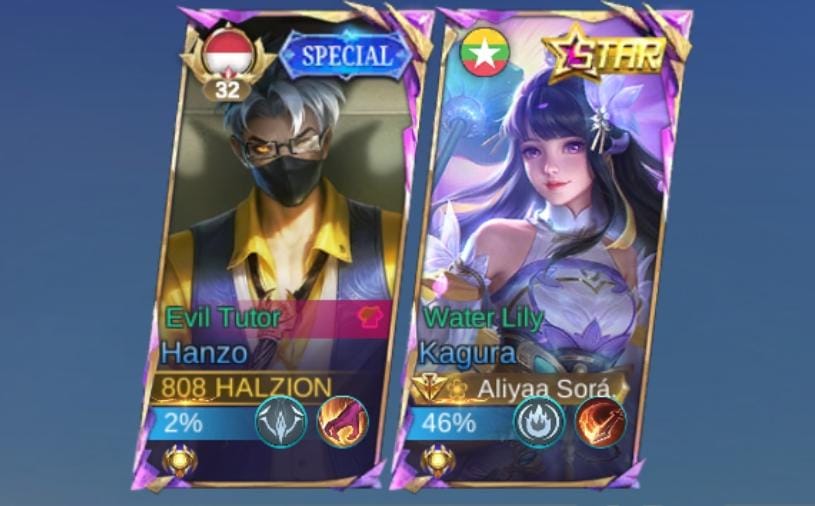 SPECIAL
32
Evil Tutor
Hanzo
808 HALZION
2%
STAR
Water Lily
Kagura
Aliyaa Sorá.
46%